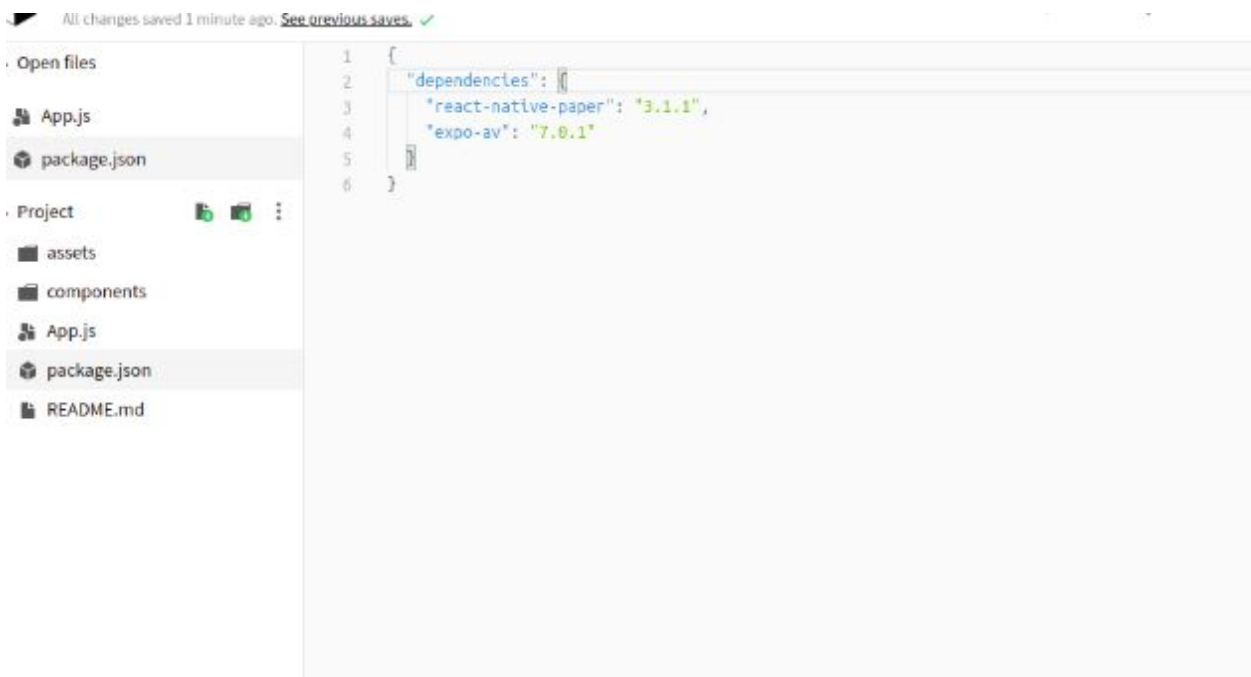 All changes saved 1 minute ago. See previous saves.
Open files
App.js
package.json
Project
assets
components
App.js
package.json
README.md
1 {
2 "dependencies": {
3 "react-native-paper": "3.1.1",
4 "expo-av": "7.0.1"
5 }
6 }